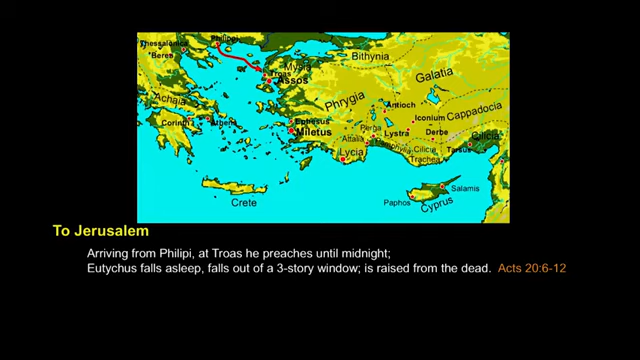 Philippi
Thessalonica
Berea
Bithynia
Mysia
Troas
Assos
Galatia
Phrygia
Cappadocia
Achaia
Antioch
Corinth
Athens
Ephesus
Miletus
Iconium
Lystra
Derbe
Perga
Attalia
Pamphylia
Cilicia
Tarsus
Cilicia
Trachea
Lycia
Salamis
Paphos
Cyprus
Crete
To Jerusalem
Arriving from Philipi, at Troas he preaches until midnight;
Eutychus falls asleep, falls out of a 3-story window; is raised from the dead. Acts 20:6-12